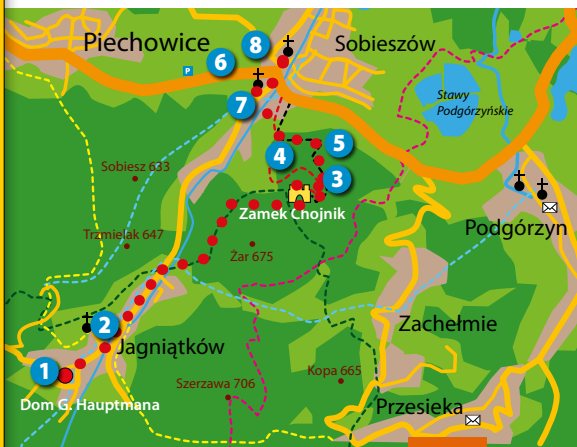 Piechowice
8
Sobieszów
6
P
7
Stawy
Podgórzyńskie
5
4
Sobiesz 633
3
Zamek Chojnik
Trzmielak 647
Żar 675
Podgórzyn
2
Jagniątków
Zachełmie
1
Szerzawa 706
Kopa 665
Dom G. Hauptmana
Przesieka